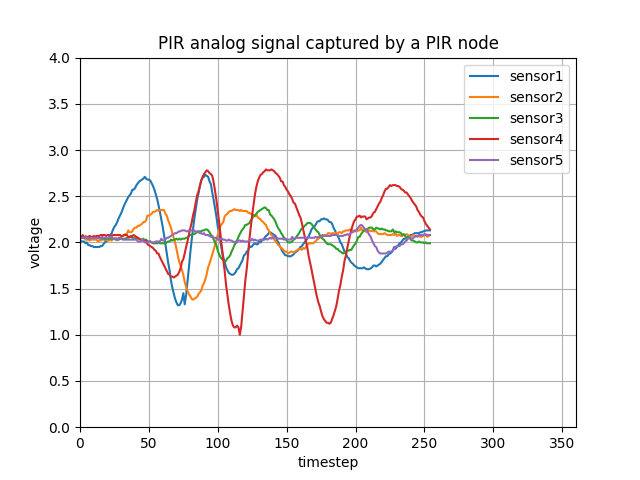 PIR analog signal captured by a PIR node
4.0
3.5
3.0
2.5
2.0
1.5
1.0
0.5
0.0
voltage
0 50 100 150 200 250 300 350
timestep
sensor1
sensor2
sensor3
sensor4
sensor5